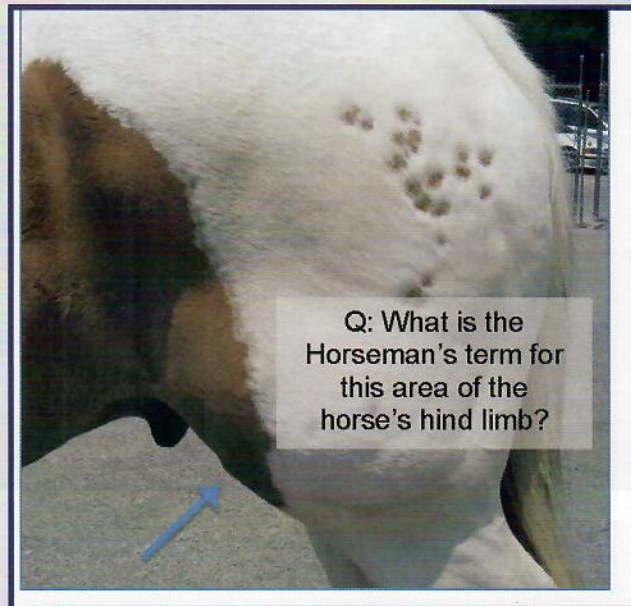 Q: What is the
Horseman's term for
this area of the
horse's hind limb?